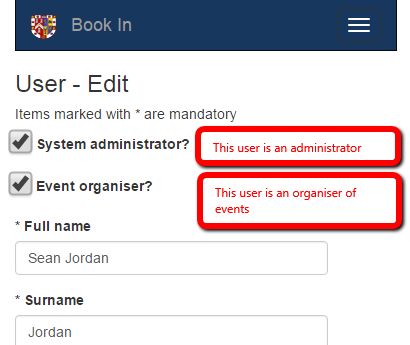 Book In
User - Edit
Items marked with * are mandatory
System administrator?
This user is an administrator
Event organiser?
This user is an organiser of
events
* Full name
Sean Jordan
* Surname
Jordan